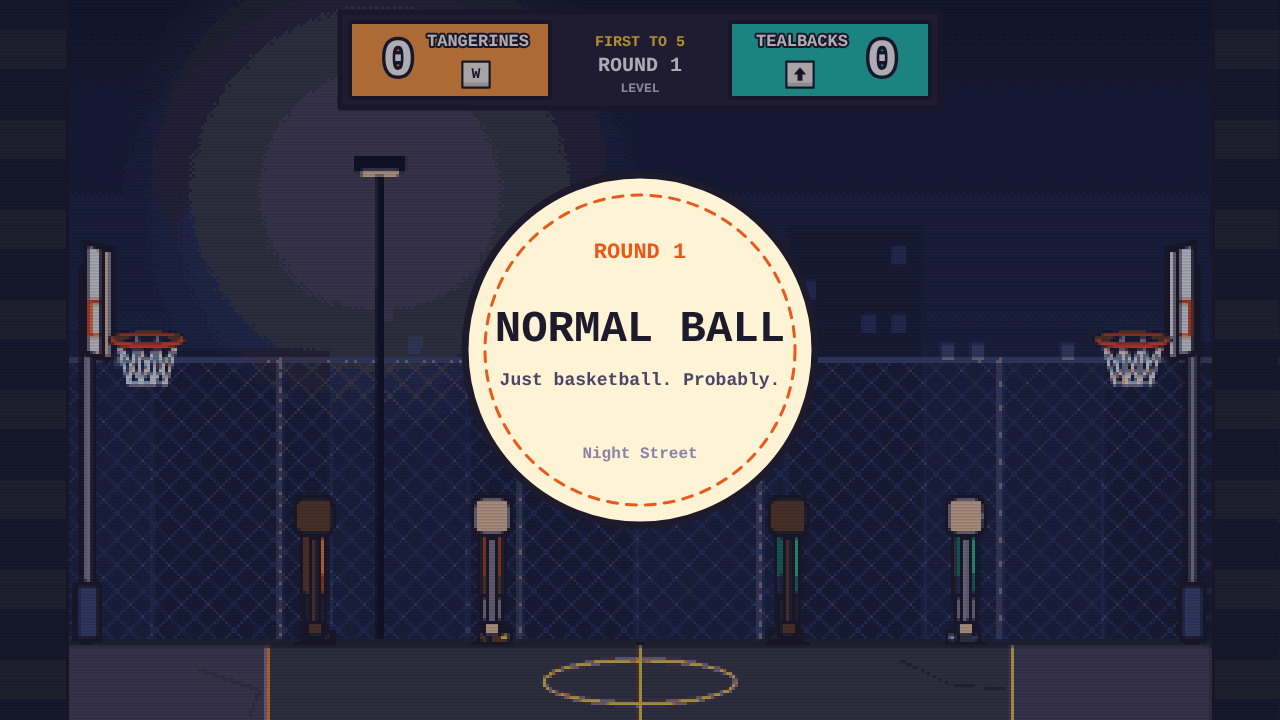 0 TANGERINES
W
FIRST TO 5
ROUND 1
LEVEL
TEALBACKS 0
ROUND 1
NORMAL BALL
Just basketball. Probably.
Night Street